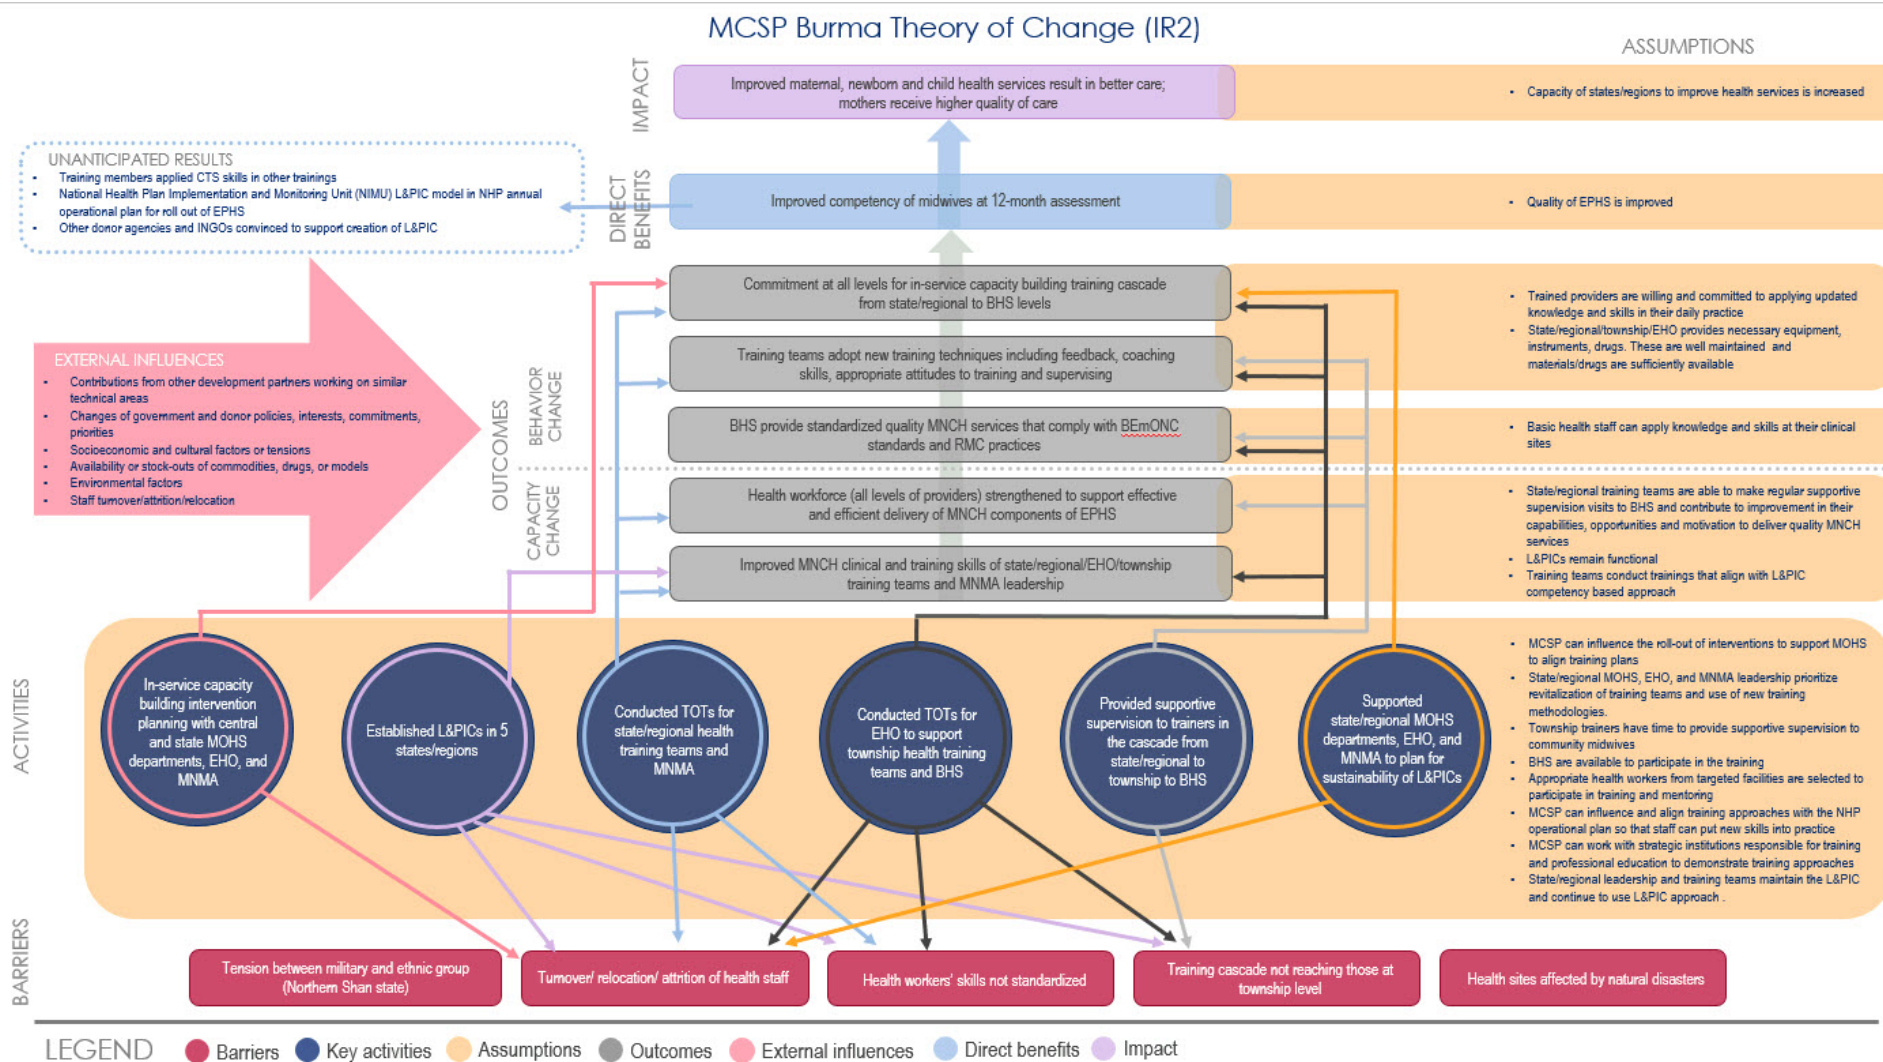 MCSP Burma Theory of Change (IR2)
ASSUMPTIONS
IMPACT
Improved maternal, newborn and child health services result in better care;
mothers receive higher quality of care
• Capacity of states/regions to improve health services is increased
UNANTICIPATED RESULTS
• Training members applied CTS skills in other trainings
• National Health Plan Implementation and Monitoring Unit (NIMU) L&PIC model in NHP annual
operational plan for roll out of EPHS
• Other donor agencies and INGOs convinced to support creation of L&PIC
DIRECT
BENEFITS
Improved competency of midwives at 12-month assessment
• Quality of EPHS is improved
EXTERNAL INFLUENCES
• Contributions from other development partners working on similar
technical areas
• Changes of government and donor policies, interests, commitments,
priorities
• Socioeconomic and cultural factors or tensions
• Availability or stock-outs of commodities, drugs, or models
• Environmental factors
• Staff turnover/attrition/relocation
OUTCOMES
BEHAVIOR
CHANGE
Commitment at all levels for in-service capacity building training cascade
from state/regional to BHS levels
Training teams adopt new training techniques including feedback, coaching
skills, appropriate attitudes to training and supervising
• Trained providers are willing and committed to applying updated
knowledge and skills in their daily practice
• State/regional/township/EHO provides necessary equipment,
instruments, drugs. These are well maintained and
materials/drugs are sufficiently available
BHS provide standardized quality MNCH services that comply with BEmONC
standards and RMC practices
• Basic health staff can apply knowledge and skills at their clinical
sites
CAPACITY
CHANGE
Health workforce (all levels of providers) strengthened to support effective
and efficient delivery of MNCH components of EPHS
Improved MNCH clinical and training skills of state/regional/EHO/township
training teams and MNMA leadership
• State/regional training teams are able to make regular supportive
supervision visits to BHS and contribute to improvement in their
capabilities, opportunities and motivation to deliver quality MNCH
services
• L&PICs remain functional
• Training teams conduct trainings that align with L&PIC
competency based approach
ACTIVITIES
In-service capacity
building intervention
planning with central
and state MOHS
departments, EHO, and
MNMA
Established L&PICs in 5
states/regions
Conducted TOTs for
state/regional health
training teams and
MNMA
Conducted TOTs for
EHO to support
township health training
teams and BHS
Provided supportive
supervision to trainers in
the cascade from
state/regional to
township to BHS
Supported
state/regional MOHS
departments, EHO, and
MNMA to plan for
sustainability of L&PICs
• MCSP can influence the roll-out of interventions to support MOHS
to align training plans
• State/regional MOHS, EHO, and MNMA leadership prioritize
revitalization of training teams and use of new training
methodologies.
• Township trainers have time to provide supportive supervision to
community midwives
• BHS are available to participate in the training
• Appropriate health workers from targeted facilities are selected to
participate in training and mentoring
• MCSP can influence and align training approaches with the NHP
operational plan so that staff can put new skills into practice
• MCSP can work with strategic institutions responsible for training
and professional education to demonstrate training approaches
• State/regional leadership and training teams maintain the L&PIC
and continue to use L&PIC approach .
BARRIERS
Tension between military and ethnic group
(Northern Shan state)
Turnover/ relocation/ attrition of health staff
Health workers' skills not standardized
Training cascade not reaching those at
township level
Health sites affected by natural disasters
LEGEND
Barriers
Key activities
Assumptions
Outcomes
External influences
Direct benefits
Impact